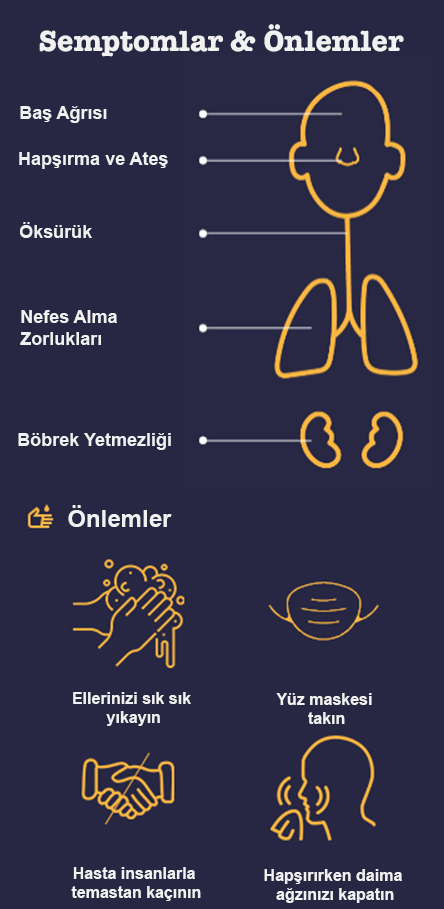 Semptomlar & Önlemler
Baş Ağrısı
Hapşırma ve Ateş
Öksürük
Nefes Alma
Zorlukları
Böbrek Yetmezliği
Önlemler
Ellerinizi sık sık
yıkayın
Yüz maskesi
takın
Hasta insanlarla
temastan kaçının
Hapşırırken daima
ağzınızı kapatın